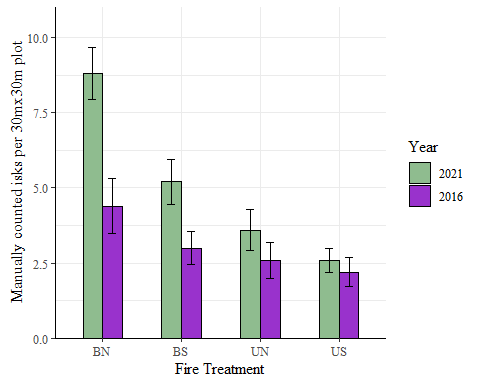 Manually counted isks per 30mx30m plot
10.0
7.5
5.0
2.5
0.0
BN BS UN US
Fire Treatment
Year
2021
2016